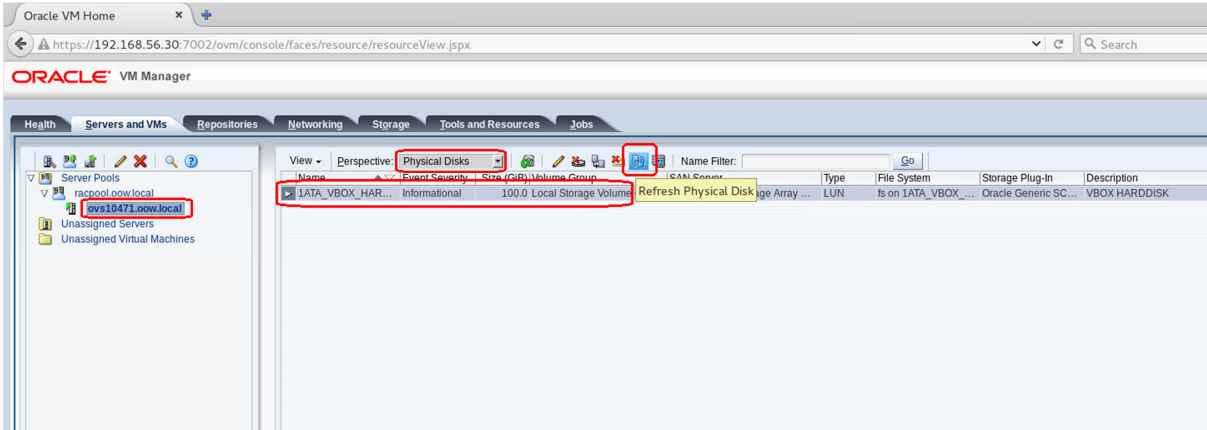 Oracle VM Home
https://192.168.56.30:7002/ovm/console/faces/resource/resourceView.jspx
Search
ORACLE VM Manager
Health Servers and VMs Repositories Networking Storage Tools and Resources Jobs
View Perspective: Physical Disks Name Filter: Go
Server Pools
racpool.oow.local
ovs10471.oow.local
Unassigned Servers
Unassigned Virtual Machines
Name Event Severity Size (GiB) Volume Group SAN Server Type File System Storage Plug-In Description
1ATA_VBOX_HAR... Informational 100.0 Local Storage Volume age Array ... LUN fs on 1ATA_VBOX_... Oracle Generic SC... VBOX HARDDISK
Refresh Physical Disk